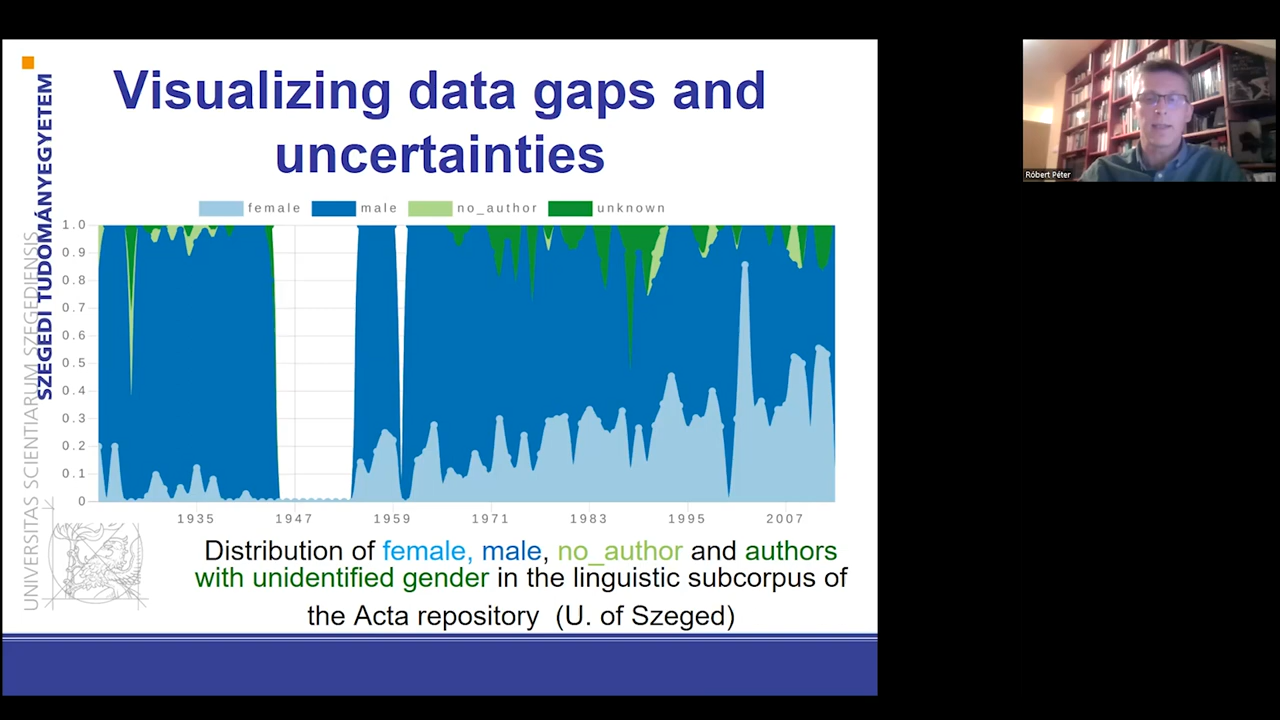 Visualizing data gaps and
uncertainties
SZEGEDI TUDOMÁNYEGYETEM
UNIVERSITAS SCIENTIARUM SZEGEDIENSIS
female male no_author unknown
1.0
0.9
0.8
0.7
0.6
0.5
0.4
0.3
0.2
0.1
0
1935 1947 1959 1971 1983 1995 2007
Distribution of female, male, no_author and authors
with unidentified gender in the linguistic subcorpus of
the Acta repository (U. of Szeged)
Róbert Péter